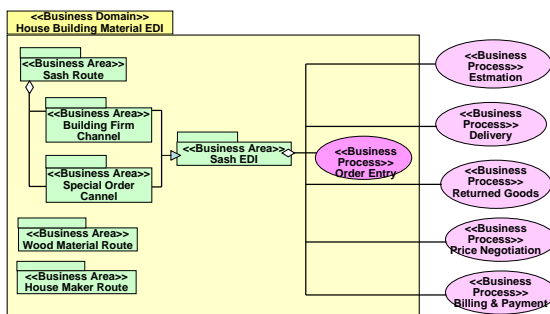 <<Business Domain>>
House Building Material EDI
<<Business Area>>
Sash Route
<<Business Area>>
Building Firm
Channel
<<Business Area>>
Special Order
Cannel
<<Business Area>>
Wood Material Route
<<Business Area>>
House Maker Route
<<Business Area>>
Sash EDI
<<Business
Process>>
Order Entry
<<Business
Process>>
Estmation
<<Business
Process>>
Delivery
<<Business
Process>>
Returned Goods
<<Business
Process>>
Price Negotiation
<<Business
Process>>
Billing & Payment